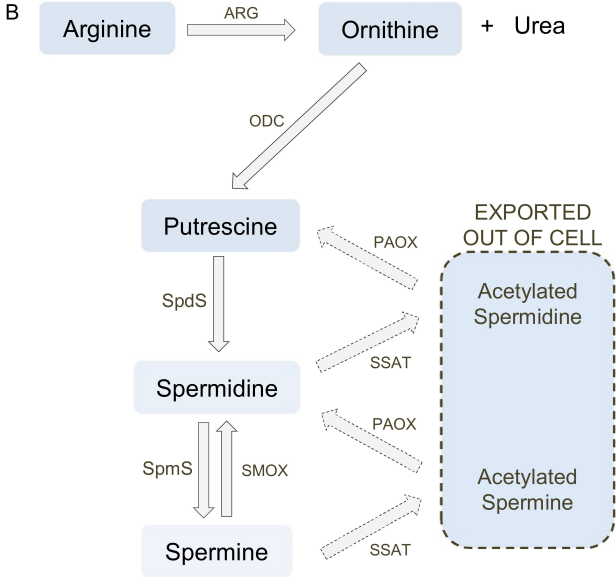 B
Arginine
ARG
Ornithine
+ Urea
ODC
Putrescine
EXPORTED
OUT OF CELL
PAOX
Acetylated
Spermidine
SpdS
SSAT
Spermidine
PAOX
SpmS
SMOX
Acetylated
Spermine
Spermine
SSAT